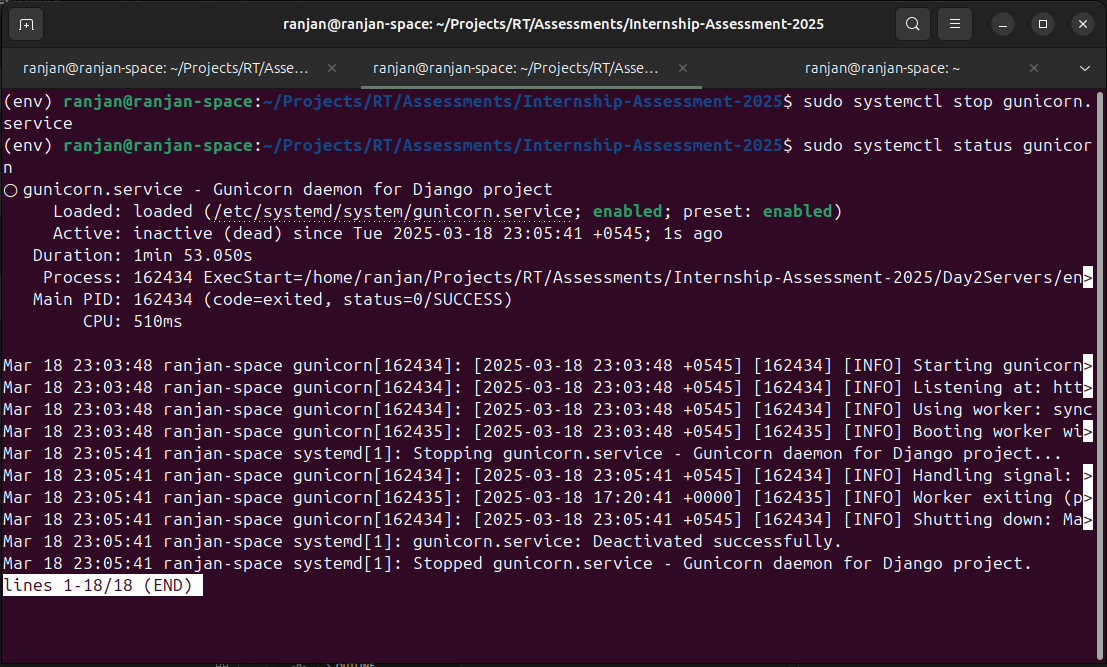 ranjan@ranjan-space: ~/Projects/RT/Assessments/Internship-Assessment-2025
ranjan@ranjan-space: ~/Projects/RT/Asse...
ranjan@ranjan-space: ~/Projects/RT/Asse...
ranjan@ranjan-space: ~
(env) ranjan@ranjan-space:~/Projects/RT/Assessments/Internship-Assessment-2025$ sudo systemctl stop gunicorn.
service
(env) ranjan@ranjan-space:~/Projects/RT/Assessments/Internship-Assessment-2025$ sudo systemctl status gunicor
n
○ gunicorn.service - Gunicorn daemon for Django project
     Loaded: loaded (/etc/systemd/system/gunicorn.service; enabled; preset: enabled)
     Active: inactive (dead) since Tue 2025-03-18 23:05:41 +0545; 1s ago
   Duration: 1min 53.050s
    Process: 162434 ExecStart=/home/ranjan/Projects/RT/Assessments/Internship-Assessment-2025/Day2Servers/en>
   Main PID: 162434 (code=exited, status=0/SUCCESS)
        CPU: 510ms
Mar 18 23:03:48 ranjan-space gunicorn[162434]: [2025-03-18 23:03:48 +0545] [162434] [INFO] Starting gunicorn>
Mar 18 23:03:48 ranjan-space gunicorn[162434]: [2025-03-18 23:03:48 +0545] [162434] [INFO] Listening at: htt>
Mar 18 23:03:48 ranjan-space gunicorn[162434]: [2025-03-18 23:03:48 +0545] [162434] [INFO] Using worker: sync
Mar 18 23:03:48 ranjan-space gunicorn[162435]: [2025-03-18 23:03:48 +0545] [162435] [INFO] Booting worker wi>
Mar 18 23:05:41 ranjan-space systemd[1]: Stopping gunicorn.service - Gunicorn daemon for Django project...
Mar 18 23:05:41 ranjan-space gunicorn[162434]: [2025-03-18 23:05:41 +0545] [162434] [INFO] Handling signal: >
Mar 18 23:05:41 ranjan-space gunicorn[162435]: [2025-03-18 17:20:41 +0000] [162435] [INFO] Worker exiting (p>
Mar 18 23:05:41 ranjan-space gunicorn[162434]: [2025-03-18 23:05:41 +0545] [162434] [INFO] Shutting down: Ma>
Mar 18 23:05:41 ranjan-space systemd[1]: gunicorn.service: Deactivated successfully.
Mar 18 23:05:41 ranjan-space systemd[1]: Stopped gunicorn.service - Gunicorn daemon for Django project.
lines 1-18/18 (END)